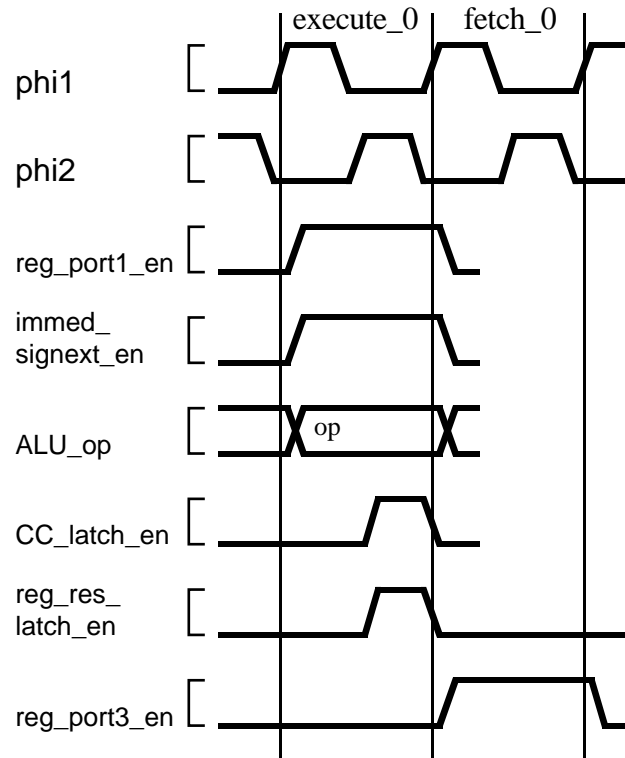 execute_0 fetch_0
phi1
phi2
reg_port1_en
immed_
signext_en
ALU_op
op
CC_latch_en
reg_res_
latch_en
reg_port3_en